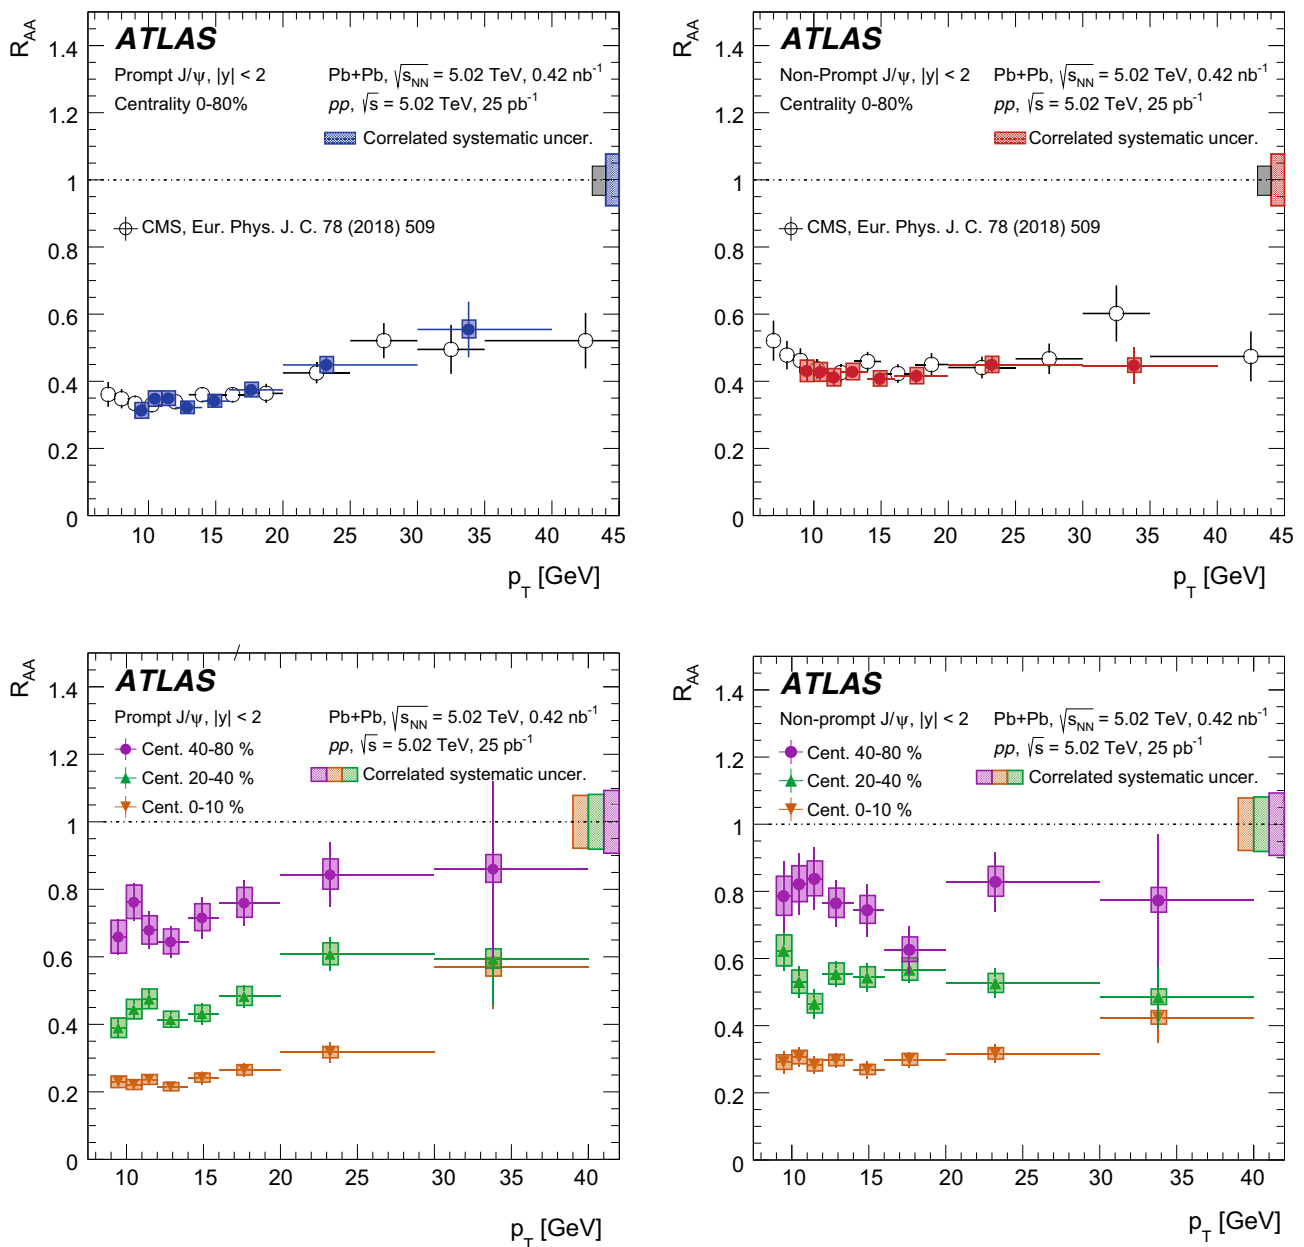 R_AA
ATLAS
Prompt J/ψ, |y| < 2
Centrality 0-80%
Pb+Pb, √s_NN = 5.02 TeV, 0.42 nb⁻¹
pp, √s = 5.02 TeV, 25 pb⁻¹
Correlated systematic uncer.
CMS, Eur. Phys. J. C. 78 (2018) 509
1.4
1.2
1
0.8
0.6
0.4
0.2
0
10 15 20 25 30 35 40 45
p_T [GeV]
R_AA
ATLAS
Non-Prompt J/ψ, |y| < 2
Centrality 0-80%
Pb+Pb, √s_NN = 5.02 TeV, 0.42 nb⁻¹
pp, √s = 5.02 TeV, 25 pb⁻¹
Correlated systematic uncer.
CMS, Eur. Phys. J. C. 78 (2018) 509
1.4
1.2
1
0.8
0.6
0.4
0.2
0
10 15 20 25 30 35 40 45
p_T [GeV]
R_AA
ATLAS
Prompt J/ψ, |y| < 2
Cent. 40-80 %
Cent. 20-40 %
Cent. 0-10 %
Pb+Pb, √s_NN = 5.02 TeV, 0.42 nb⁻¹
pp, √s = 5.02 TeV, 25 pb⁻¹
Correlated systematic uncer.
1.4
1.2
1
0.8
0.6
0.4
0.2
0
10 15 20 25 30 35 40
p_T [GeV]
R_AA
ATLAS
Non-prompt J/ψ, |y| < 2
Cent. 40-80 %
Cent. 20-40 %
Cent. 0-10 %
Pb+Pb, √s_NN = 5.02 TeV, 0.42 nb⁻¹
pp, √s = 5.02 TeV, 25 pb⁻¹
Correlated systematic uncer.
1.4
1.2
1
0.8
0.6
0.4
0.2
0
10 15 20 25 30 35 40
p_T [GeV]